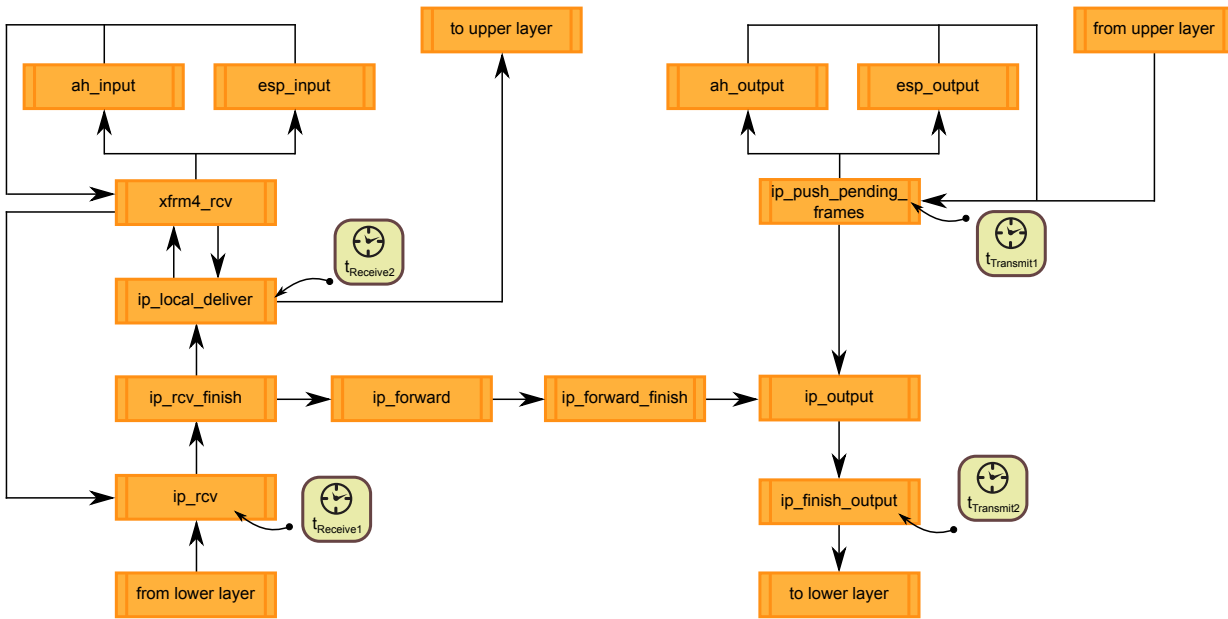 to upper layer
from upper layer
ah_input
esp_input
ah_output
esp_output
xfrm4_rcv
ip_push_pending_
frames
tReceive2
tTransmit1
ip_local_deliver
ip_rcv_finish
ip_forward
ip_forward_finish
ip_output
ip_rcv
tReceive1
ip_finish_output
tTransmit2
from lower layer
to lower layer